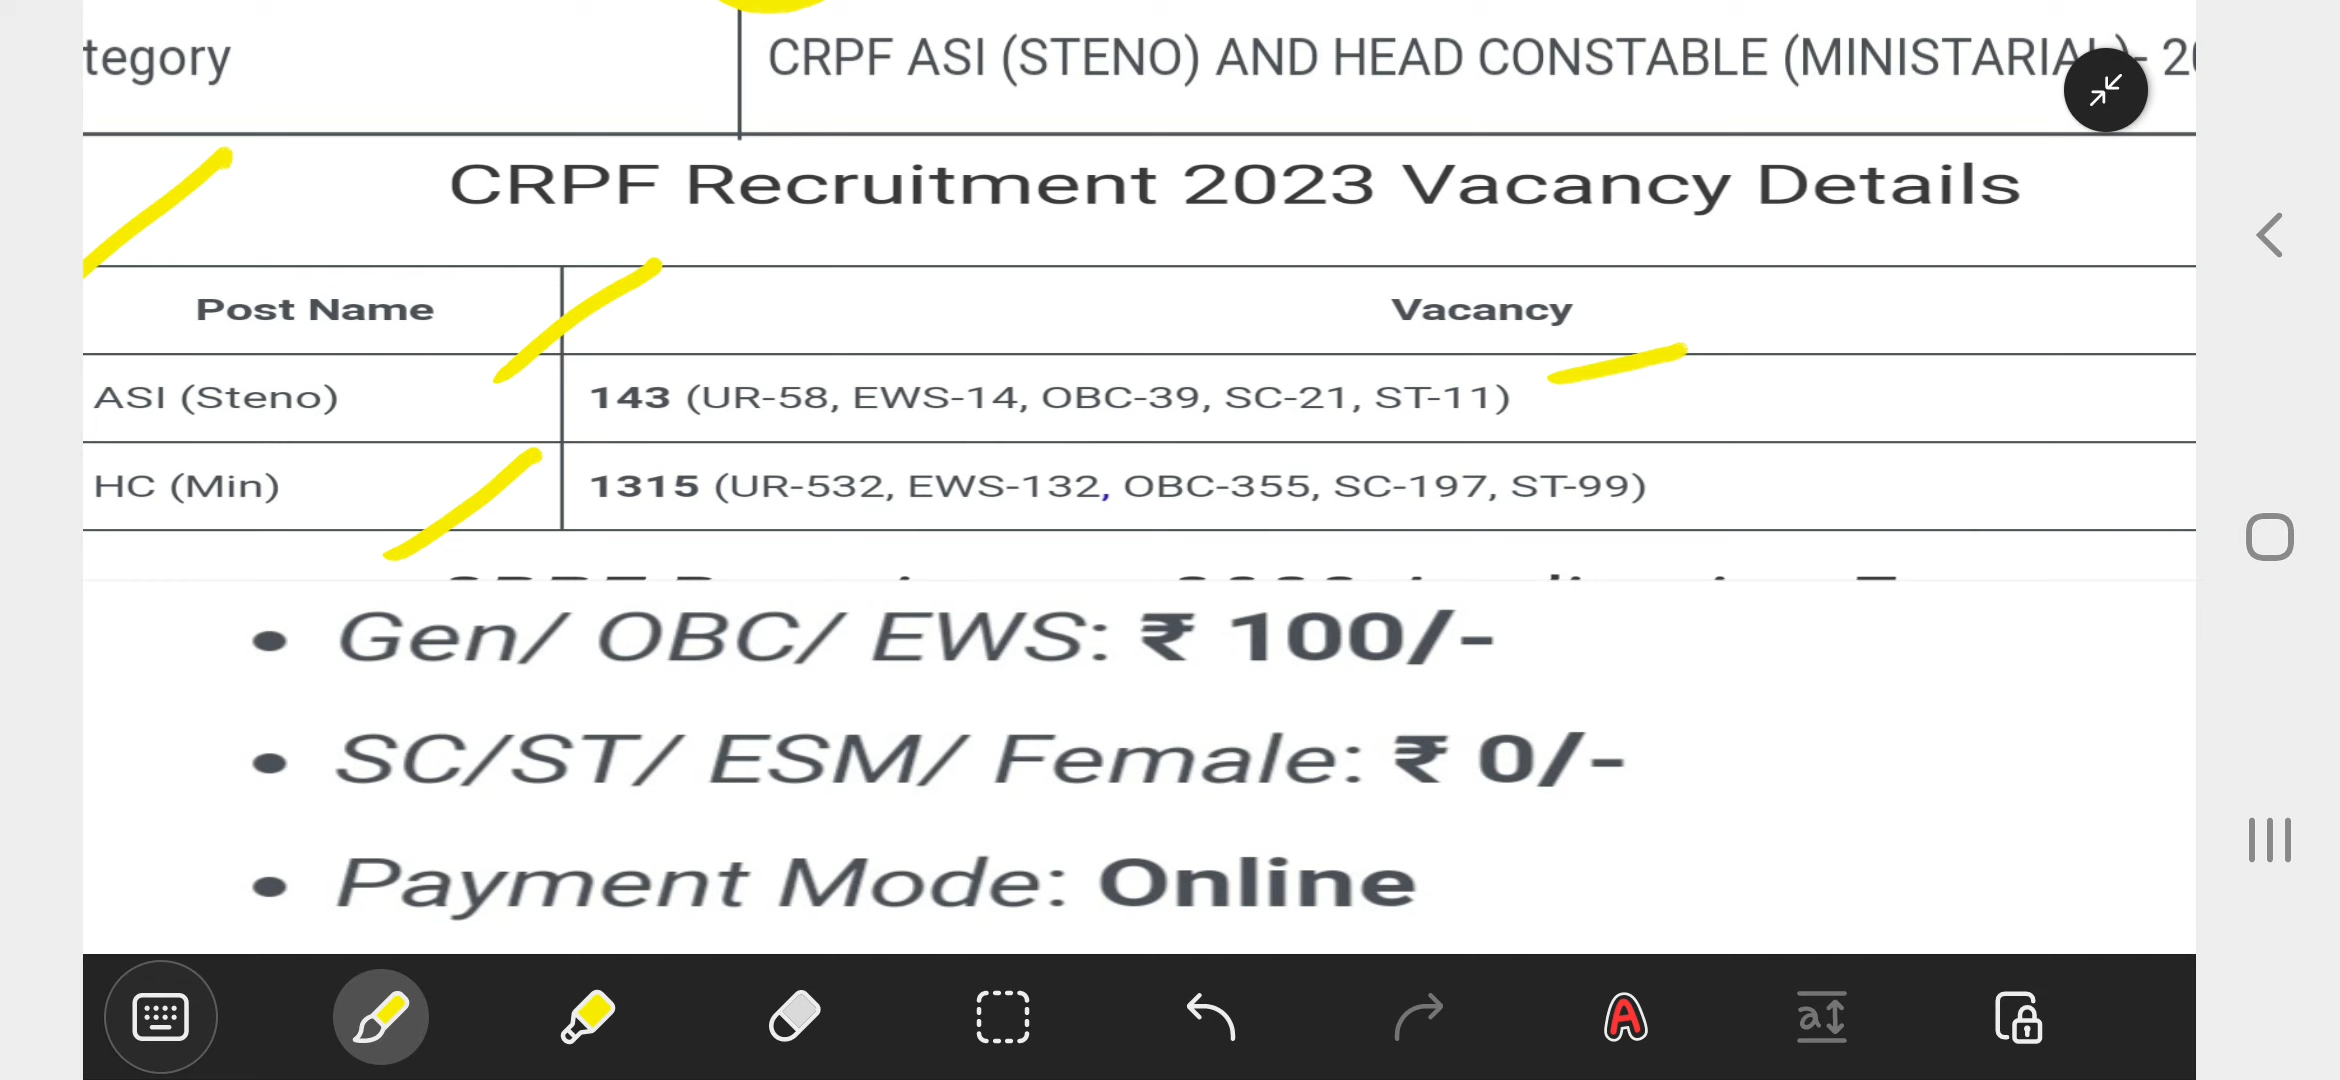 tegory
CRPF ASI (STENO) AND HEAD CONSTABLE (MINISTARIAL)- 20
CRPF Recruitment 2023 Vacancy Details
Post Name
Vacancy
ASI (Steno)
143 (UR-58, EWS-14, OBC-39, SC-21, ST-11)
HC (Min)
1315 (UR-532, EWS-132, OBC-355, SC-197, ST-99)
• Gen/ OBC/ EWS: ₹ 100/-
• SC/ST/ ESM/ Female: ₹ 0/-
• Payment Mode: Online